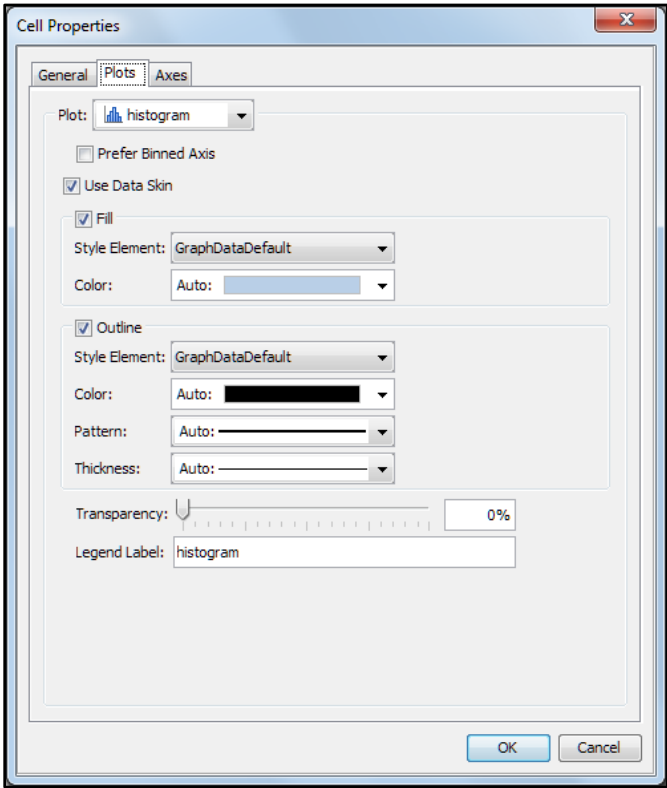 Cell Properties
General Plots Axes
Plot: histogram
Prefer Binned Axis
Use Data Skin
Fill
Style Element: GraphDataDefault
Color: Auto:
Outline
Style Element: GraphDataDefault
Color: Auto:
Pattern: Auto:
Thickness: Auto:
Transparency: 0%
Legend Label: histogram
OK Cancel